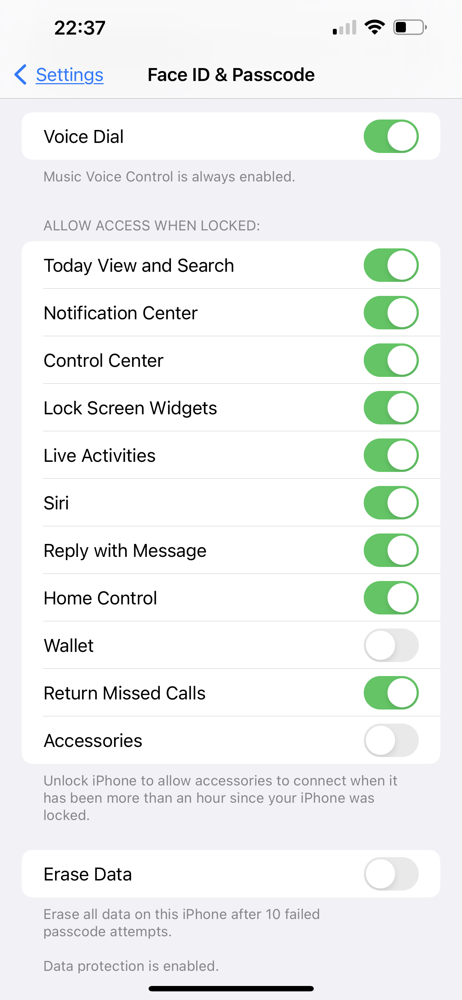 22:37
Settings
Face ID & Passcode
Voice Dial
Music Voice Control is always enabled.
ALLOW ACCESS WHEN LOCKED:
Today View and Search
Notification Center
Control Center
Lock Screen Widgets
Live Activities
Siri
Reply with Message
Home Control
Wallet
Return Missed Calls
Accessories
Unlock iPhone to allow accessories to connect when it
has been more than an hour since your iPhone was
locked.
Erase Data
Erase all data on this iPhone after 10 failed
passcode attempts.
Data protection is enabled.